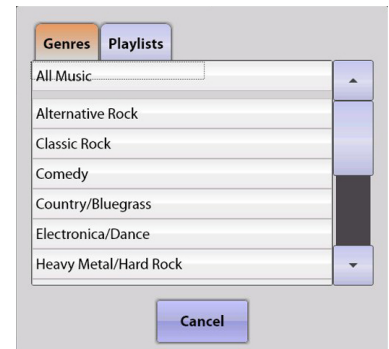 Genres Playlists
All Music
Alternative Rock
Classic Rock
Comedy
Country/Bluegrass
Electronica/Dance
Heavy Metal/Hard Rock
Cancel